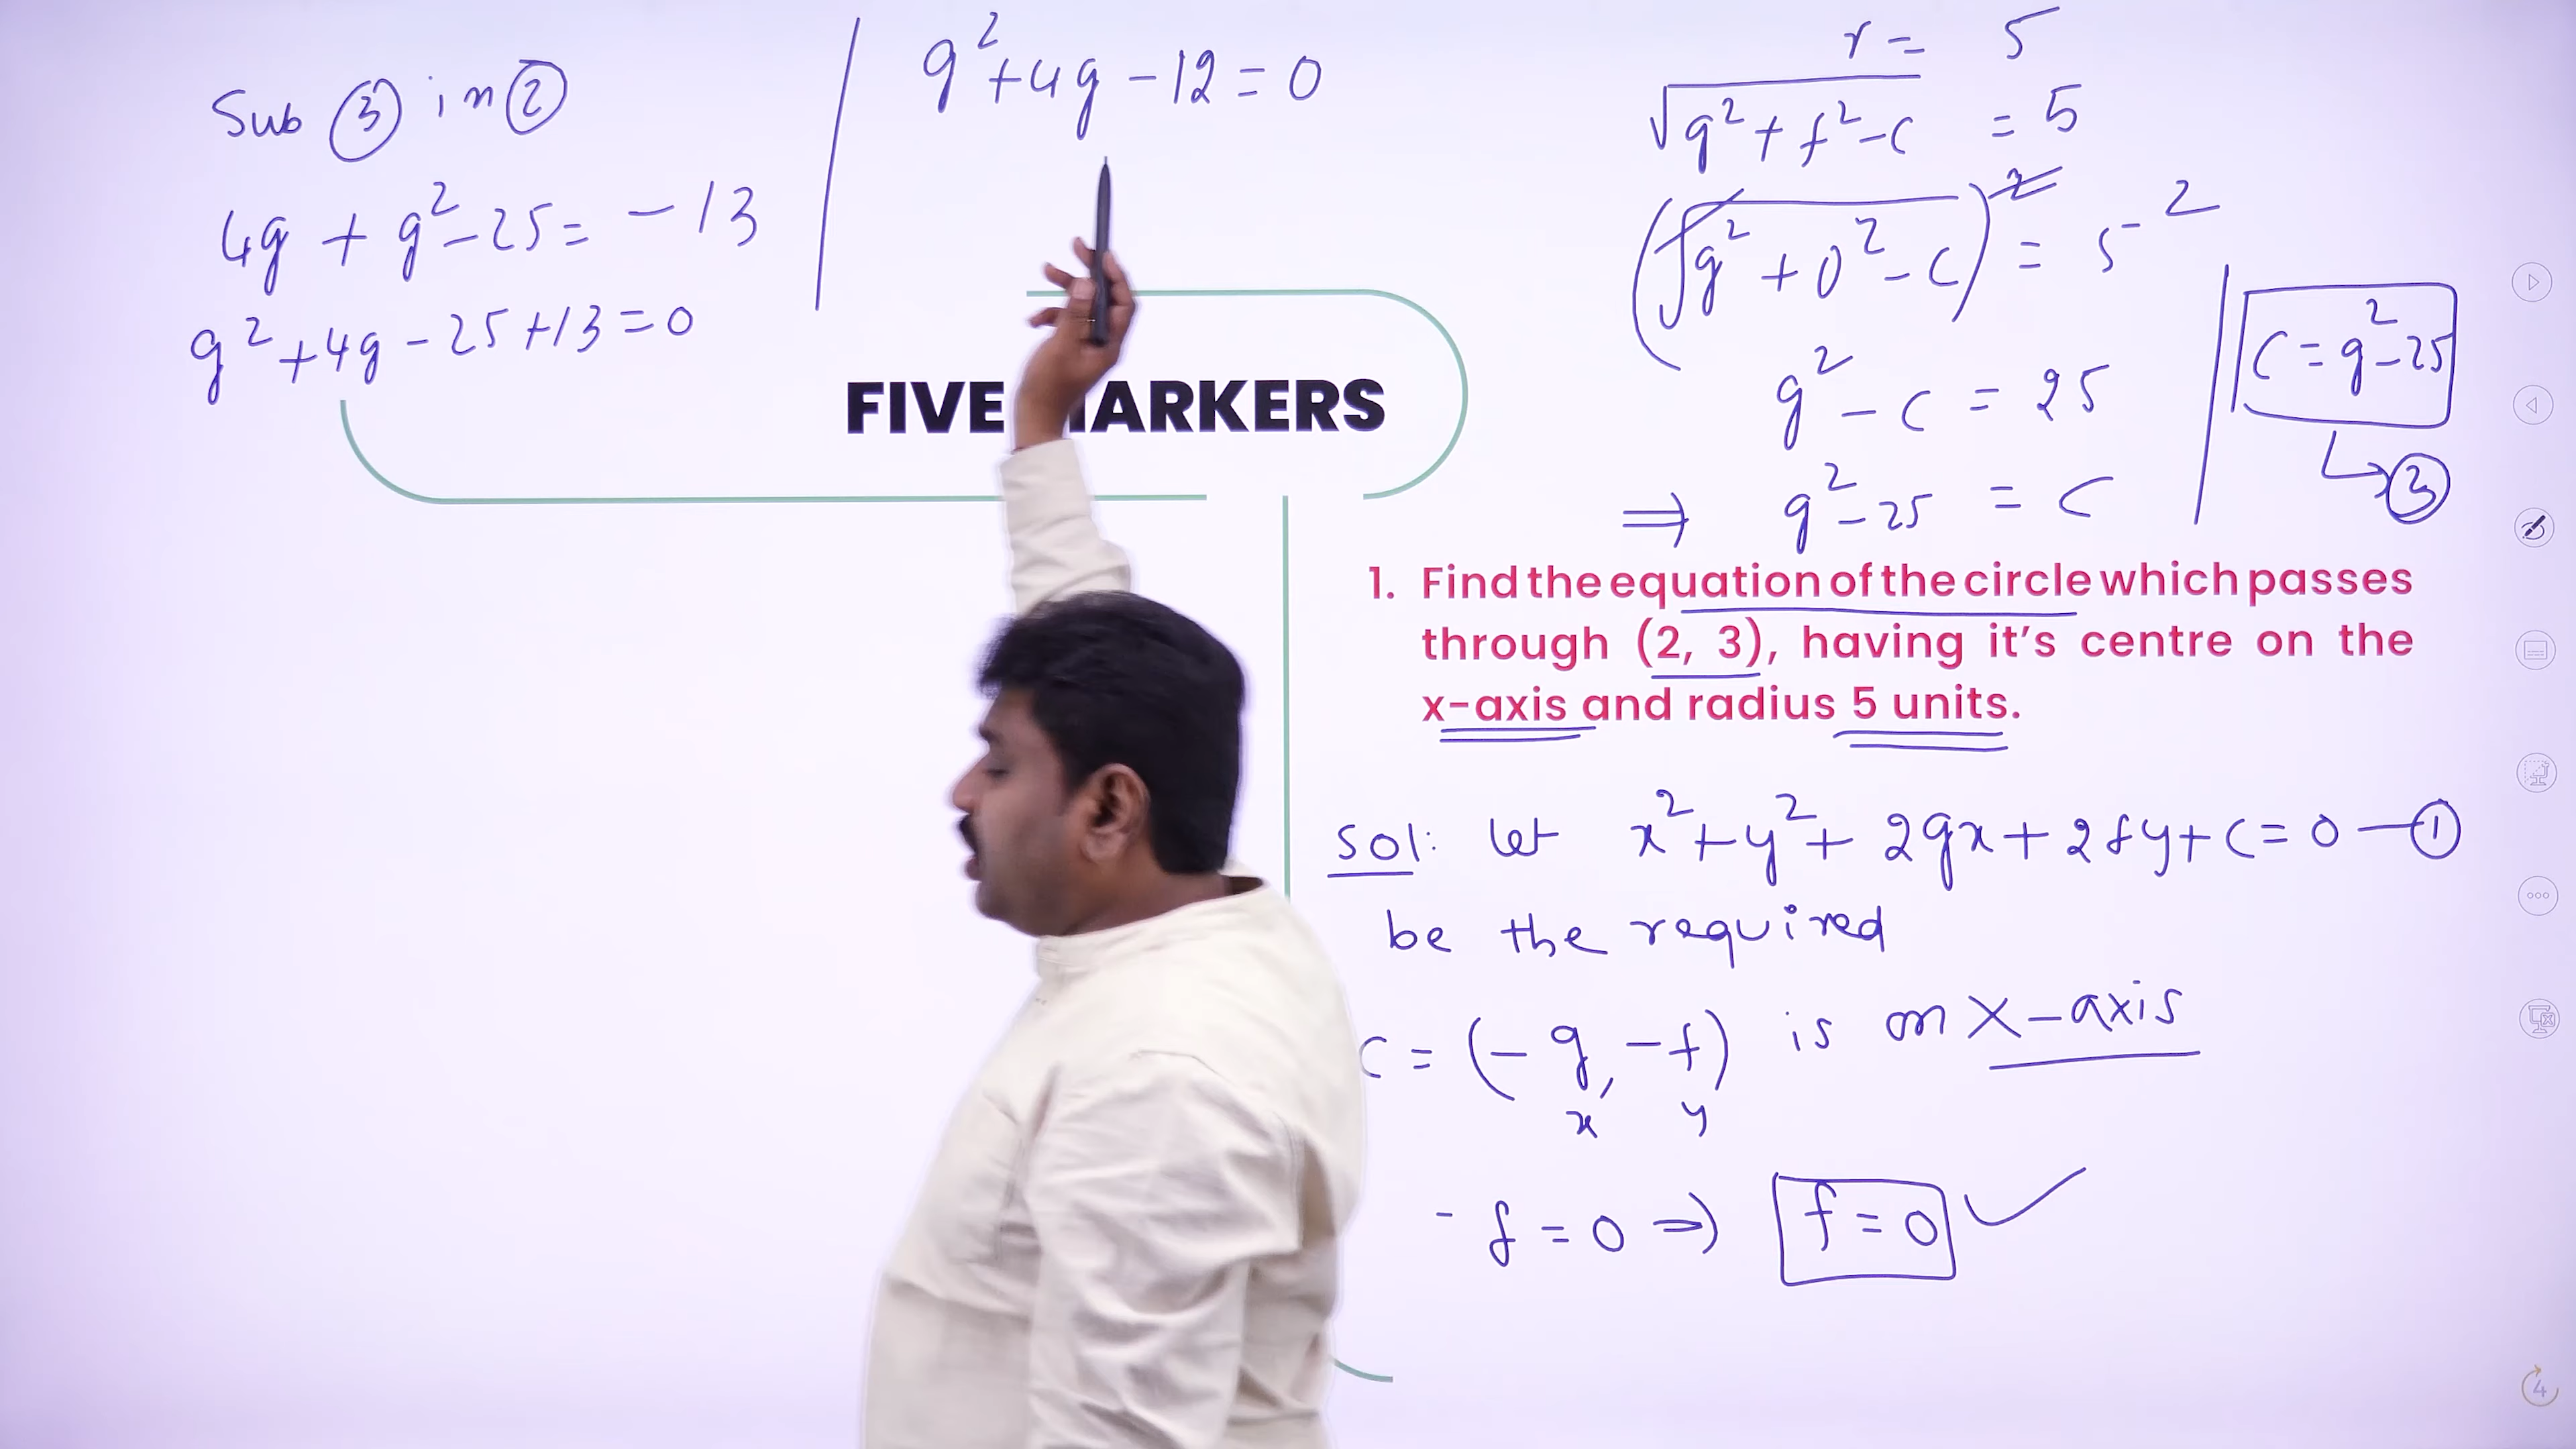 Sub ③ in ②
4g + g² - 25 = -13
g² + 4g - 25 + 13 = 0
g² + 4g - 12 = 0
r = 5
√g² + f² - c = 5
(√g² + 0² - c)² = 5²
g² - c = 25
⇒ g² - 25 = c
c = g² - 25
③
FIVE MARKERS
1. Find the equation of the circle which passes
through (2, 3), having it's centre on the
x-axis and radius 5 units.
Sol: Let x² + y² + 2gx + 2fy + c = 0 — ①
be the required
C = (-g, -f) is on X-axis
x y
- f = 0 ⇒ f = 0 ✓
4